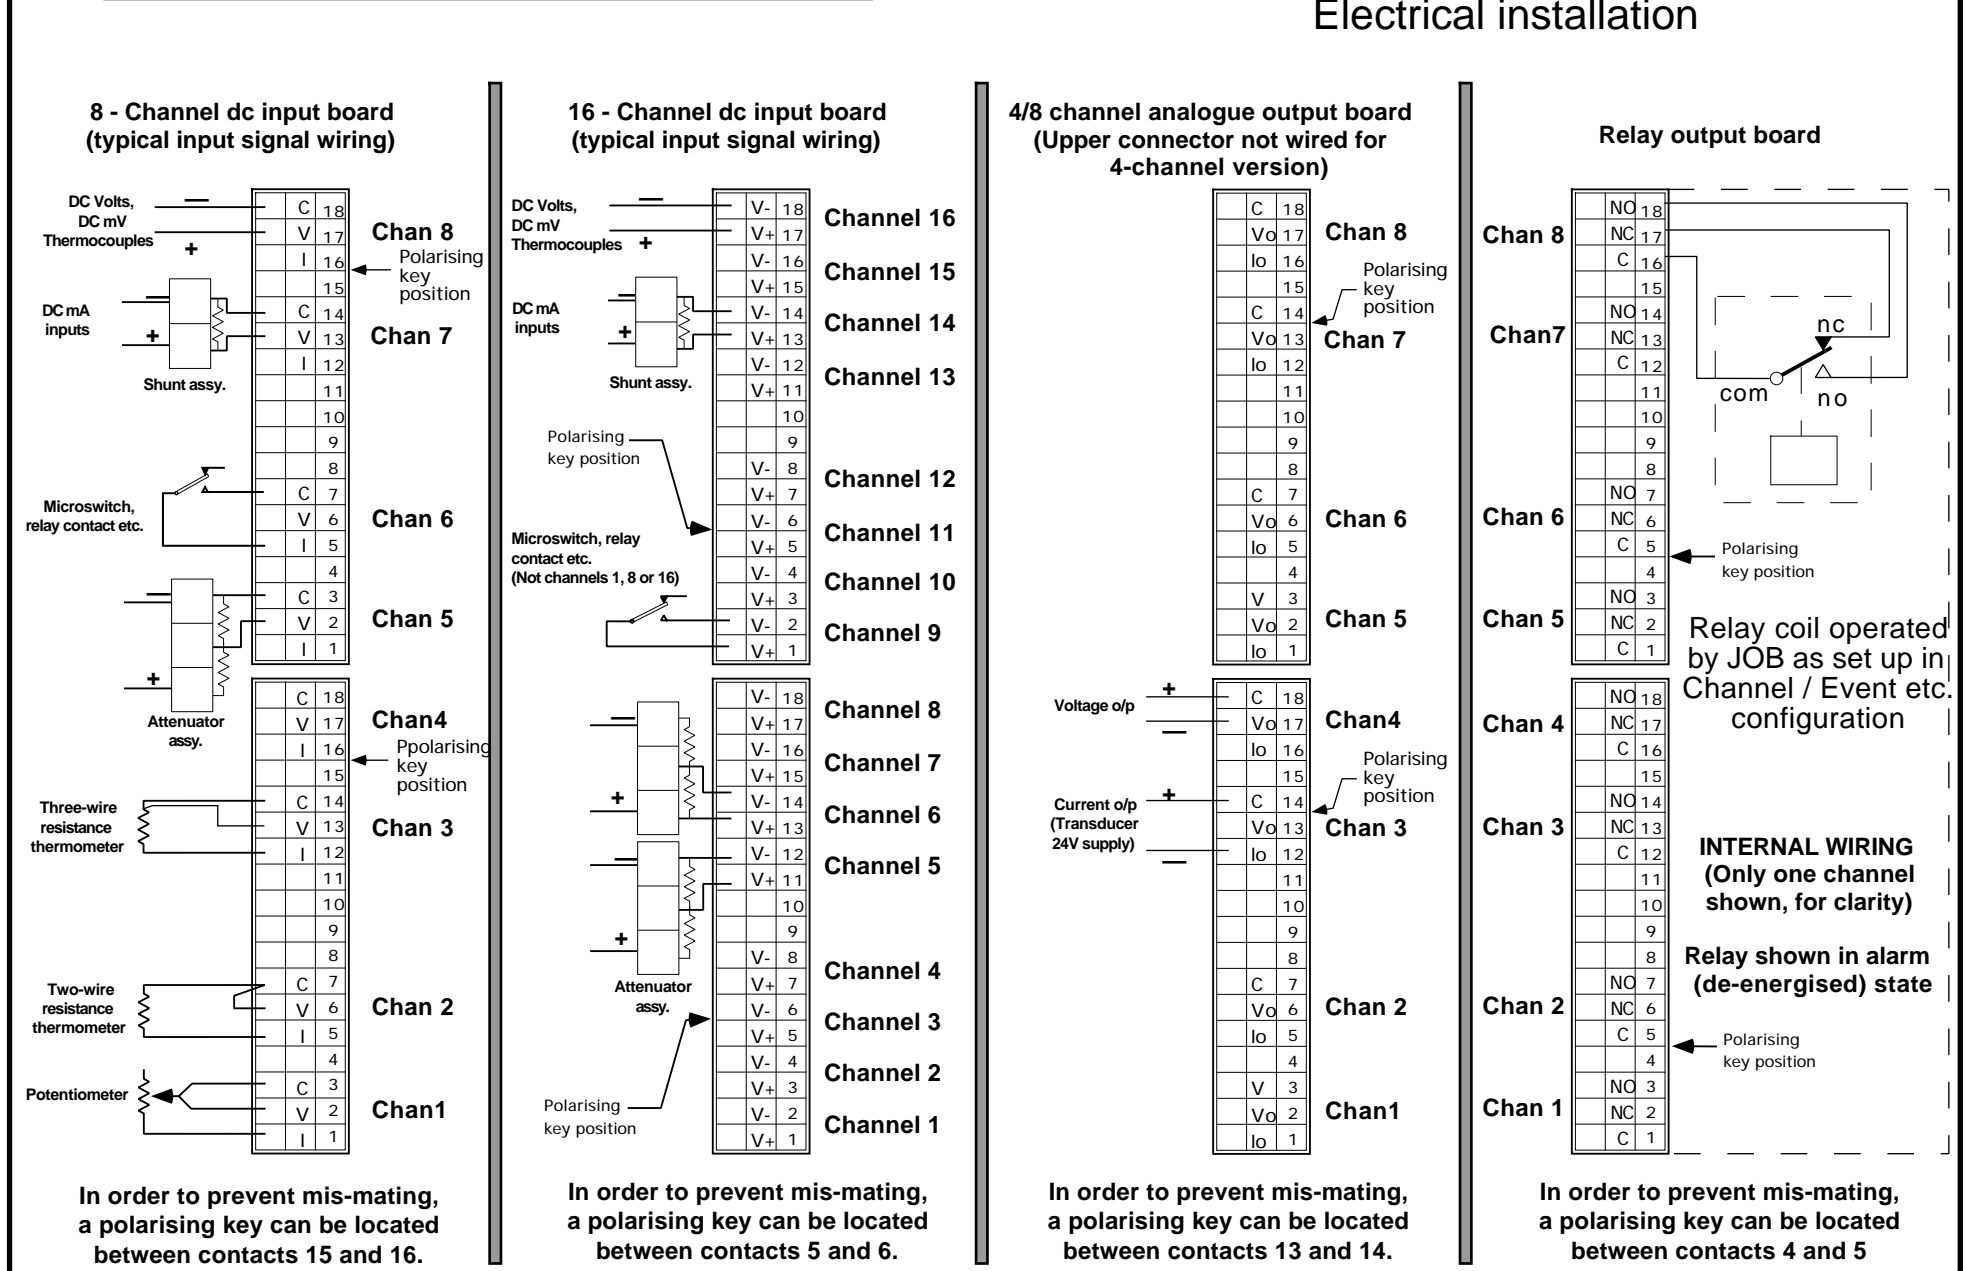 Electrical installation
8 - Channel dc input board
(typical input signal wiring)
DC Volts,
DC mV
Thermocouples
+
DC mA
inputs
+
Shunt assy.
Microswitch,
relay contact etc.
+
Attenuator
assy.
Three-wire
resistance
thermometer
Two-wire
resistance
thermometer
Potentiometer
C 18
V 17
I 16
15
C 14
V 13
I 12
11
10
9
8
C 7
V 6
I 5
4
C 3
V 2
I 1
C 18
V 17
I 16
15
C 14
V 13
I 12
11
10
9
8
C 7
V 6
I 5
4
C 3
V 2
I 1
Chan 8
Polarising
key
position
Chan 7
Chan 6
Chan 5
Chan4
Ppolarising
key
position
Chan 3
Chan 2
Chan1
In order to prevent mis-mating,
a polarising key can be located
between contacts 15 and 16.
16 - Channel dc input board
(typical input signal wiring)
DC Volts,
DC mV
Thermocouples +
DC mA
inputs
+
Shunt assy.
Polarising
key position
Microswitch, relay
contact etc.
(Not channels 1, 8 or 16)
+
+
Attenuator
assy.
Polarising
key position
V- 18
V+ 17
V- 16
V+ 15
V- 14
V+ 13
V- 12
V+ 11
10
9
V- 8
V+ 7
V- 6
V+ 5
V- 4
V+ 3
V- 2
V+ 1
V- 18
V+ 17
V- 16
V+ 15
V- 14
V+ 13
V- 12
V+ 11
10
9
V- 8
V+ 7
V- 6
V+ 5
V- 4
V+ 3
V- 2
V+ 1
Channel 16
Channel 15
Channel 14
Channel 13
Channel 12
Channel 11
Channel 10
Channel 9
Channel 8
Channel 7
Channel 6
Channel 5
Channel 4
Channel 3
Channel 2
Channel 1
In order to prevent mis-mating,
a polarising key can be located
between contacts 5 and 6.
4/8 channel analogue output board
(Upper connector not wired for
4-channel version)
Voltage o/p
+
Current o/p
(Transducer
24V supply)
+
C 18
Vo 17
Io 16
15
C 14
Vo 13
Io 12
11
10
9
8
C 7
Vo 6
Io 5
4
V 3
Vo 2
Io 1
C 18
Vo 17
Io 16
15
C 14
Vo 13
Io 12
11
10
9
8
C 7
Vo 6
Io 5
4
V 3
Vo 2
Io 1
Chan 8
Polarising
key
position
Chan 7
Chan 6
Chan 5
Chan4
Polarising
key
position
Chan 3
Chan 2
Chan1
In order to prevent mis-mating,
a polarising key can be located
between contacts 13 and 14.
Relay output board
Chan 8
Chan7
Chan 6
Chan 5
Chan 4
Chan 3
Chan 2
Chan 1
NO 18
NC 17
C 16
15
NO 14
NC 13
C 12
11
10
9
8
NO 7
NC 6
C 5
4
NO 3
NC 2
C 1
NO 18
NC 17
C 16
15
NO 14
NC 13
C 12
11
10
9
8
NO 7
NC 6
C 5
4
NO 3
NC 2
C 1
nc
com
no
Polarising
key position
Relay coil operated
by JOB as set up in
Channel / Event etc.
configuration
INTERNAL WIRING
(Only one channel
shown, for clarity)
Relay shown in alarm
(de-energised) state
Polarising
key position
In order to prevent mis-mating,
a polarising key can be located
between contacts 4 and 5